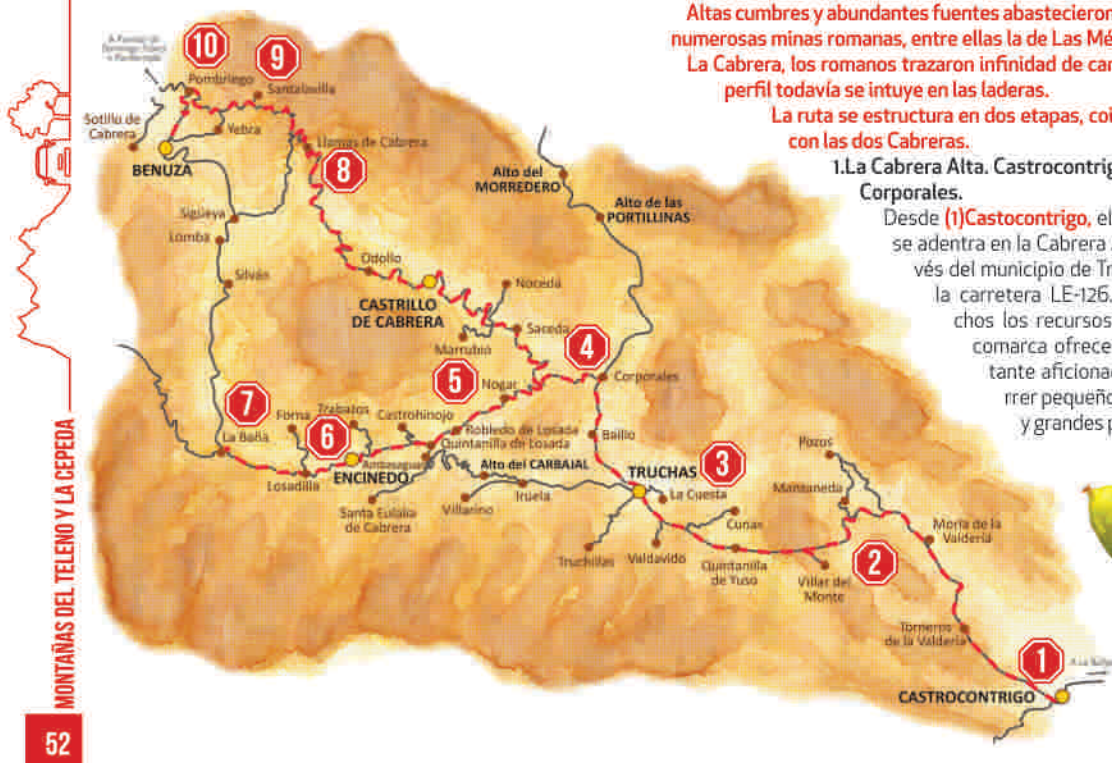 Altas cumbres y abundantes fuentes abastecieron
numerosas minas romanas, entre ellas la de Las Mé
La Cabrera, los romanos trazaron infinidad de ca
perfil todavía se intuye en las laderas.
La ruta se estructura en dos etapas, coi
con las dos Cabreras.
1.La Cabrera Alta. Castrocontrig
Corporales.
Desde (1)Castocontrigo, el
se adentra en la Cabrera
vés del municipio de Tr
la carretera LE-126.
chos los recursos
comarca ofrece
tante aficiona
rrer pequeño
y grandes p
10
9
Pombriego
Santalavilla
Sotillo de
Cabrera
Yebra
BENUZA
Llamas de Cabrera
8
Alto del
MORREDERO
Alto de las
PORTILLINAS
Sigüeya
Lomba
Silván
Odollo
Noceda
CASTRILLO
DE CABRERA
Saceda
Marrubio
4
5
Nogar
Corporales
7
Forna
Trabazos
Castrohinojo
6
La Baña
Robledo de Losada
Quintanilla de Losada
Baillo
Pozos
Ambasaguas
ENCINEDO
Losadilla
Alto del CARBAJAL
TRUCHAS
3
Manzaneda
La Cuesta
Iruela
Santa Eulalia
de Cabrera
Villarino
Cunas
Morla de la
Valdería
Truchillas
Valdavido
Quintanilla
de Yuso
2
Villar del
Monte
Torneros
de la Valdería
1
CASTROCONTRIGO
MONTAÑAS DEL TELENO Y LA CEPEDA
52